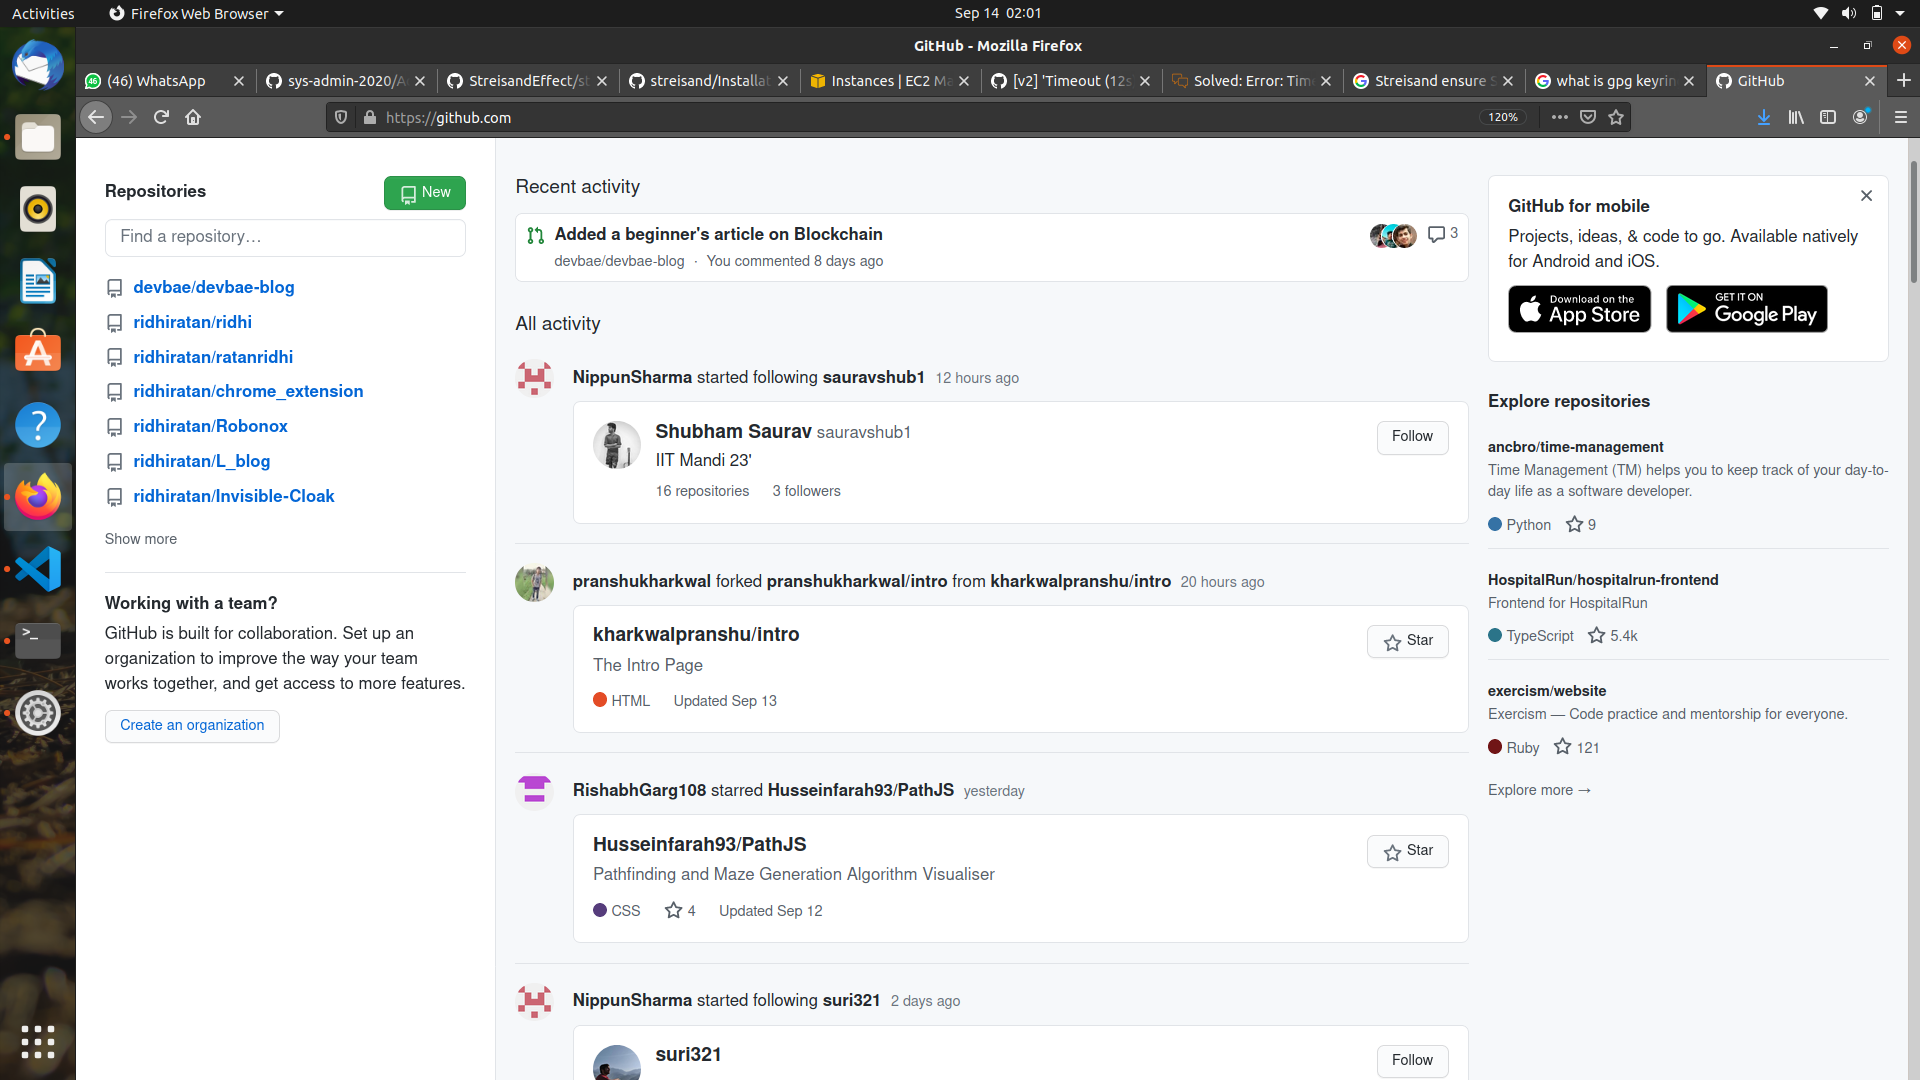 Activities
Firefox Web Browser
Sep 14 02:01
GitHub - Mozilla Firefox
(46) WhatsApp
sys-admin-2020/A
StreisandEffect/st
streisand/Installat
Instances | EC2 Ma
[v2] 'Timeout (12s
Solved: Error: Tim
Streisand ensure S
what is gpg keyrin
GitHub
https://github.com
120%
Repositories
New
Find a repository…
devbae/devbae-blog
ridhiratan/ridhi
ridhiratan/ratanridhi
ridhiratan/chrome_extension
ridhiratan/Robonox
ridhiratan/L_blog
ridhiratan/Invisible-Cloak
Show more
Working with a team?
GitHub is built for collaboration. Set up an
organization to improve the way your team
works together, and get access to more features.
Create an organization
Recent activity
Added a beginner's article on Blockchain
3
devbae/devbae-blog · You commented 8 days ago
All activity
NippunSharma started following sauravshub1 12 hours ago
Shubham Saurav sauravshub1
Follow
IIT Mandi 23'
16 repositories 3 followers
pranshukharkwal forked pranshukharkwal/intro from kharkwalpranshu/intro 20 hours ago
kharkwalpranshu/intro
Star
The Intro Page
HTML Updated Sep 13
RishabhGarg108 starred Husseinfarah93/PathJS yesterday
Husseinfarah93/PathJS
Star
Pathfinding and Maze Generation Algorithm Visualiser
CSS 4 Updated Sep 12
NippunSharma started following suri321 2 days ago
suri321
Follow
GitHub for mobile
Projects, ideas, & code to go. Available natively
for Android and iOS.
Download on the
App Store
GET IT ON
Google Play
Explore repositories
ancbro/time-management
Time Management (TM) helps you to keep track of your day-to-
day life as a software developer.
Python 9
HospitalRun/hospitalrun-frontend
Frontend for HospitalRun
TypeScript 5.4k
exercism/website
Exercism — Code practice and mentorship for everyone.
Ruby 121
Explore more →